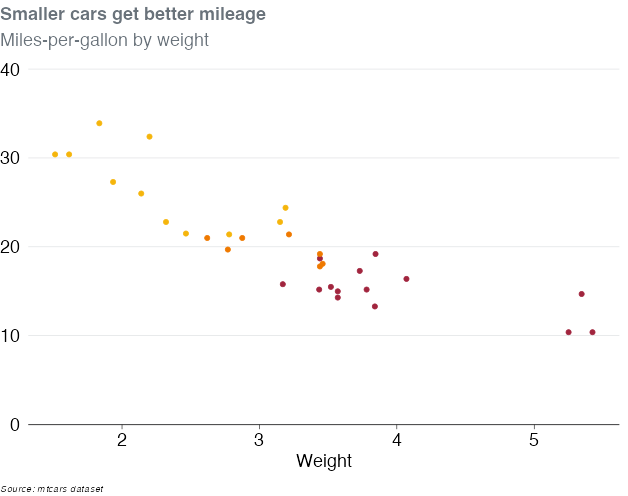 Smaller cars get better mileage
Miles-per-gallon by weight
40
30
20
10
0
2 3 4 5
Weight
Source: mtcars dataset